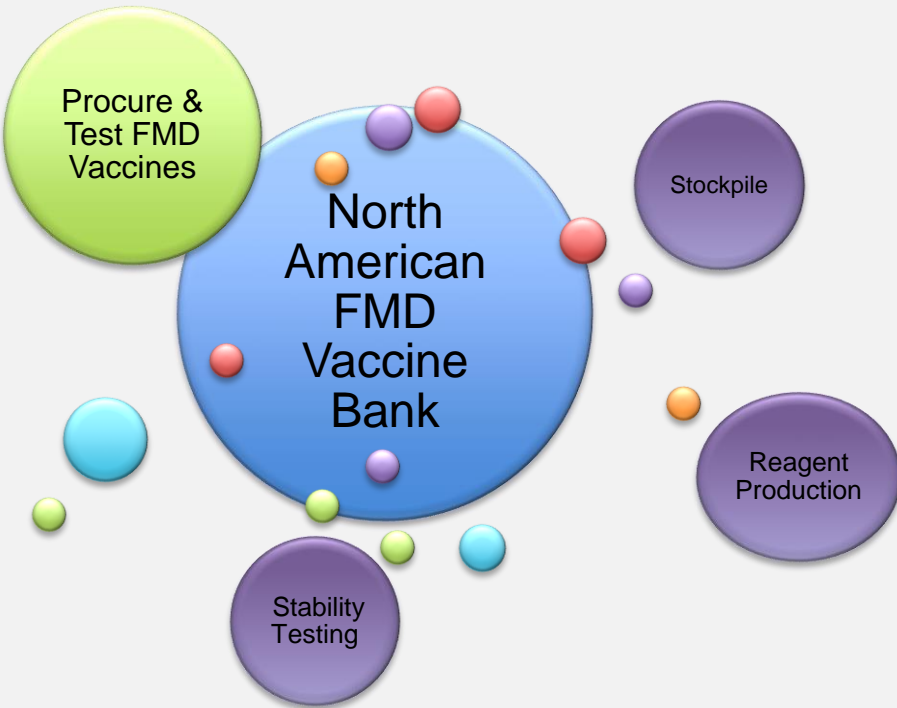 Procure &
Test FMD
Vaccines
North
American
FMD
Vaccine
Bank
Stockpile
Reagent
Production
Stability
Testing